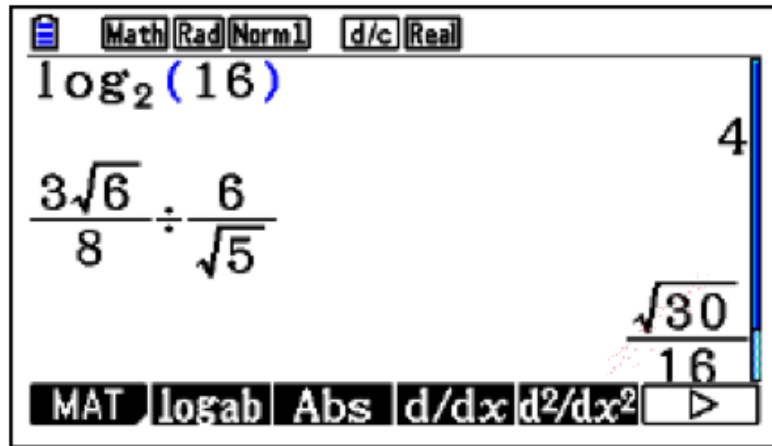 Math Rad Norm1 d/c Real
log₂(16)
4
3√6/8 ÷ 6/√5
√30/16
MAT logab Abs d/dx d²/dx² ▷